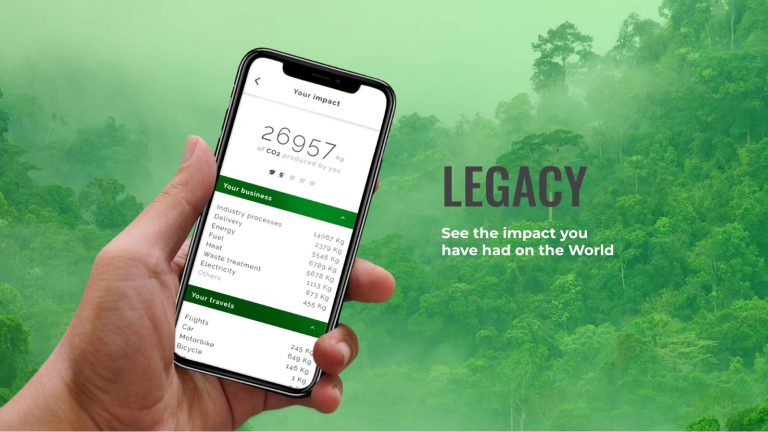 Your impact
26957 Kg
of CO2 produced by you
Your business
Industry processes 14067 Kg
Delivery 2379 Kg
Energy 5546 Kg
Fuel 6789 Kg
Heat 5678 Kg
Waste treatment 1113 Kg
Electricity 873 Kg
Others 455 Kg
Your travels
Flights 245 Kg
Car 649 Kg
Motorbike 146 Kg
Bicycle 1 Kg
LEGACY
See the impact you
have had on the World